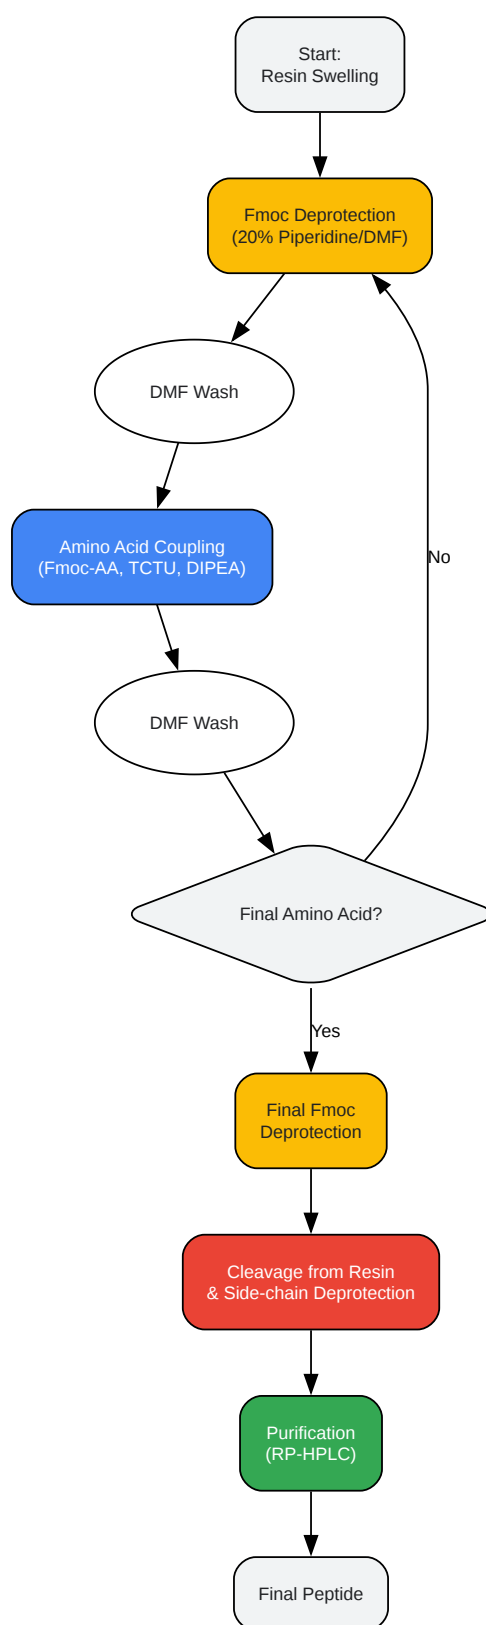 Start:
Resin Swelling
Fmoc Deprotection
(20% Piperidine/DMF)
DMF Wash
Amino Acid Coupling
(Fmoc-AA, TCTU, DIPEA)
No
DMF Wash
Final Amino Acid?
Yes
Final Fmoc
Deprotection
Cleavage from Resin
& Side-chain Deprotection
Purification
(RP-HPLC)
Final Peptide